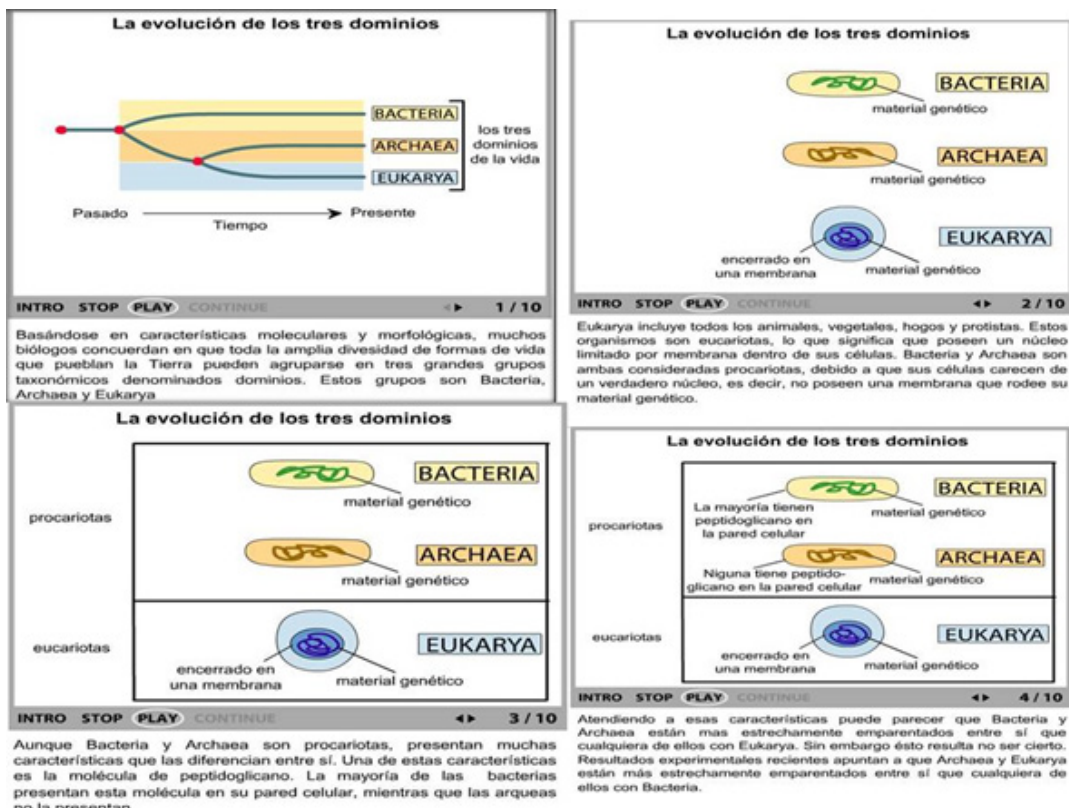 La evolución de los tres dominios
BACTERIA
ARCHAEA
EUKARYA
los tres
dominios
de la vida
Pasado
Tiempo
Presente
INTRO STOP PLAY CONTINUE 1 / 10
Basándose en características moleculares y morfológicas, muchos
biólogos concuerdan en que toda la amplia divesidad de formas de vida
que pueblan la Tierra pueden agruparse en tres grandes grupos
taxonómicos denominados dominios. Estos grupos son Bacteria,
Archaea y Eukarya
La evolución de los tres dominios
BACTERIA
material genético
ARCHAEA
material genético
EUKARYA
encerrado en
una membrana
material genético
INTRO STOP PLAY CONTINUE 2 / 10
Eukarya incluye todos los animales, vegetales, hogos y protistas. Estos
organismos son eucariotas, lo que significa que poseen un núcleo
limitado por membrana dentro de sus células. Bacteria y Archaea son
ambas consideradas procariotas, debido a que sus células carecen de
un verdadero núcleo, es decir, no poseen una membrana que rodee su
material genético.
La evolución de los tres dominios
procariotas
BACTERIA
material genético
ARCHAEA
material genético
eucariotas
EUKARYA
encerrado en
una membrana
material genético
INTRO STOP PLAY CONTINUE 3 / 10
Aunque Bacteria y Archaea son procariotas, presentan muchas
características que las diferencian entre sí. Una de estas características
es la molécula de peptidoglicano. La mayoría de las bacterias
presentan esta molécula en su pared celular, mientras que las arqueas
no la presentan
La evolución de los tres dominios
procariotas
BACTERIA
La mayoría tienen
peptidoglicano en
la pared celular
material genético
ARCHAEA
Niguna tiene peptido-
glicano en la pared celular
material genético
eucariotas
EUKARYA
encerrado en
una membrana
material genético
INTRO STOP PLAY CONTINUE 4 / 10
Atendiendo a esas características puede parecer que Bacteria y
Archaea están mas estrechamente emparentados entre sí que
cualquiera de ellos con Eukarya. Sin embargo ésto resulta no ser cierto.
Resultados experimentales recientes apuntan a que Archaea y Eukarya
están más estrechamente emparentados entre sí que cualquiera de
ellos con Bacteria.